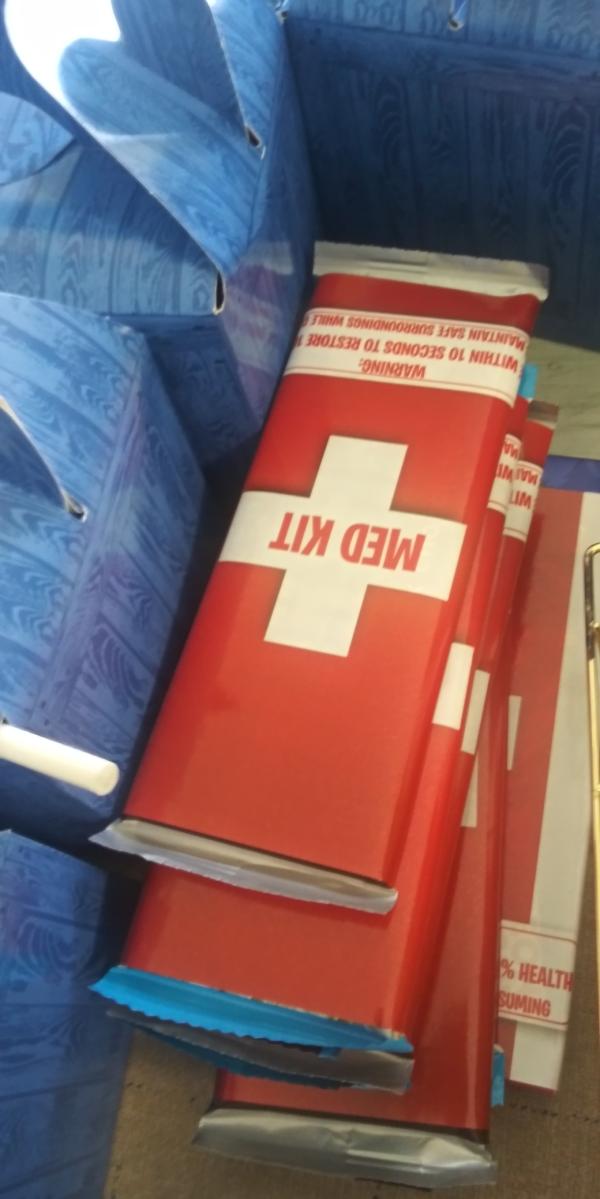 WARNING:
WITHIN 10 SECONDS TO RESTORE
MAINTAIN SAFE SURROUNDINGS WHILE
MED KIT
% HEALTH
SUMING